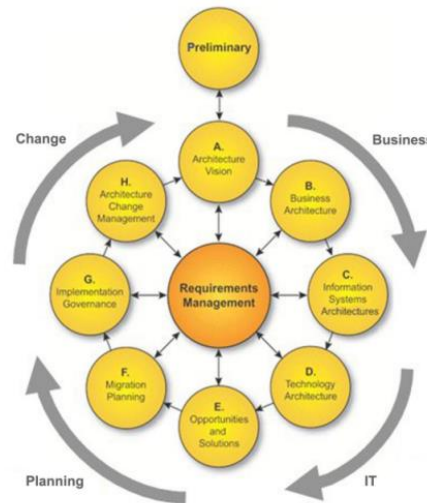 Preliminary
Change
Business
A.
Architecture
Vision
H.
Architecture
Change
Management
B.
Business
Architecture
G.
Implementation
Governance
Requirements
Management
C.
Information
Systems
Architectures
F.
Migration
Planning
D.
Technology
Architecture
E.
Opportunities
and
Solutions
Planning
IT